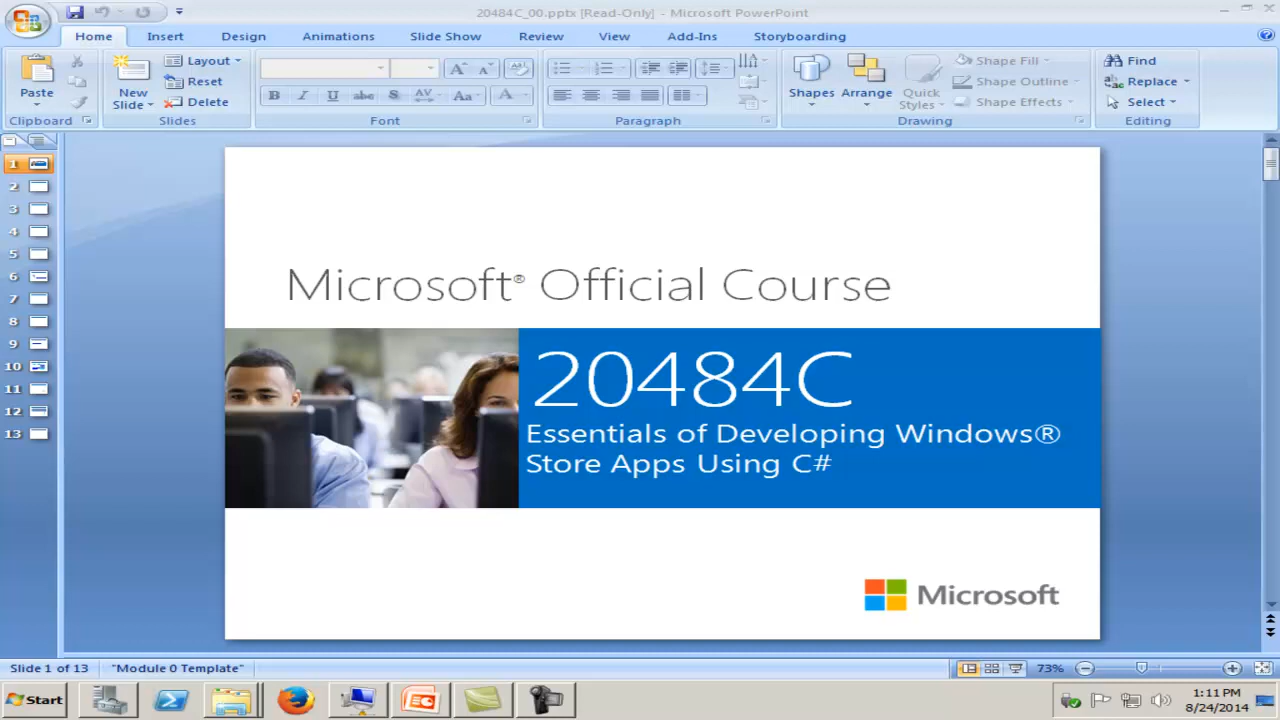 20484C_00.pptx [Read-Only] - Microsoft PowerPoint
Home Insert Design Animations Slide Show Review View Add-Ins Storyboarding
Paste
New Slide
Layout
Reset
Delete
B I U abc S AV Aa A
Shapes
Arrange
Quick Styles
Shape Fill
Shape Outline
Shape Effects
Find
Replace
Select
Clipboard Slides Font Paragraph Drawing Editing
1
2
3
4
5
6
7
8
9
10
11
12
13
Microsoft® Official Course
20484C
Essentials of Developing Windows®
Store Apps Using C#
Microsoft
Slide 1 of 13 "Module 0 Template" 73%
Start
1:11 PM
8/24/2014